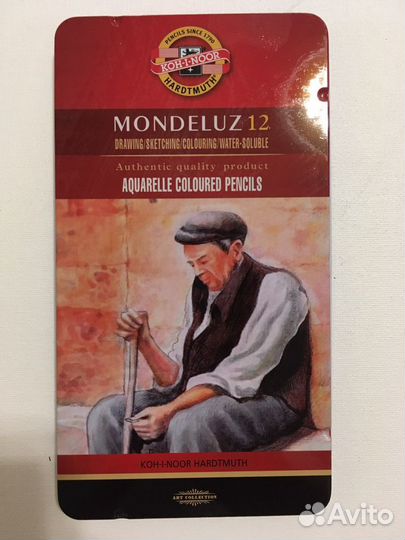 PENCILS SINCE 1790
KOH-I-NOOR
HARDTMUTH
MONDELUZ 12
DRAWING/SKETCHING/COLOURING/WATER-SOLUBLE
Authentic quality product
AQUARELLE COLOURED PENCILS
KOH-I-NOOR HARDTMUTH
ART COLLECTION
Avito